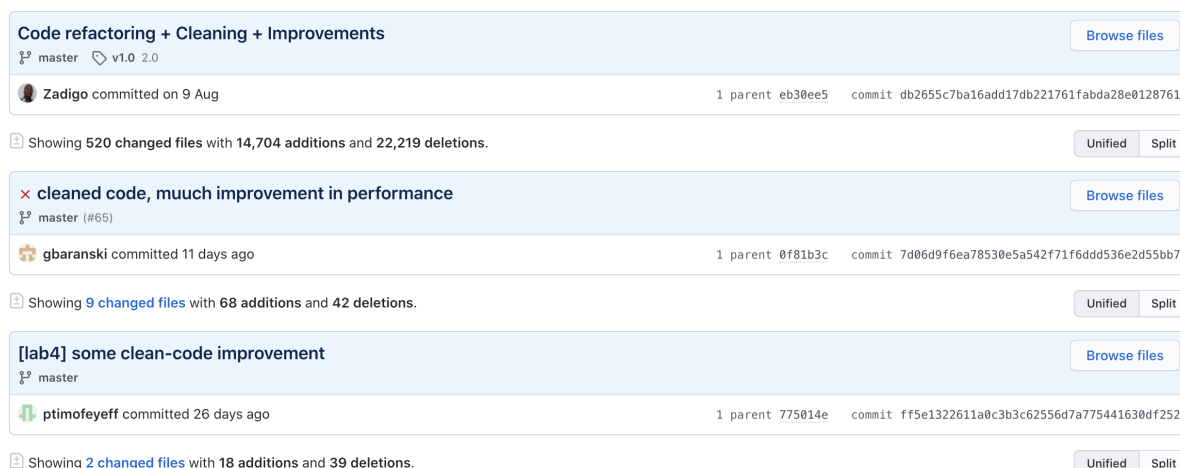 Code refactoring + Cleaning + Improvements
Browse files
master v1.0 2.0
Zadigo committed on 9 Aug 1 parent eb30ee5 commit db2655c7ba16add17db221761fabda28e0128761
Showing 520 changed files with 14,704 additions and 22,219 deletions. Unified Split
cleaned code, muuch improvement in performance
Browse files
master (#65)
gbaranski committed 11 days ago 1 parent 0f81b3c commit 7d06d9f6ea78530e5a542f71f6ddd536e2d55bb7
Showing 9 changed files with 68 additions and 42 deletions. Unified Split
[lab4] some clean-code improvement
Browse files
master
ptimofeyeff committed 26 days ago 1 parent 775014e commit ff5e1322611a0c3b3c62556d7a775441630df252
Showing 2 changed files with 18 additions and 39 deletions. Unified Split